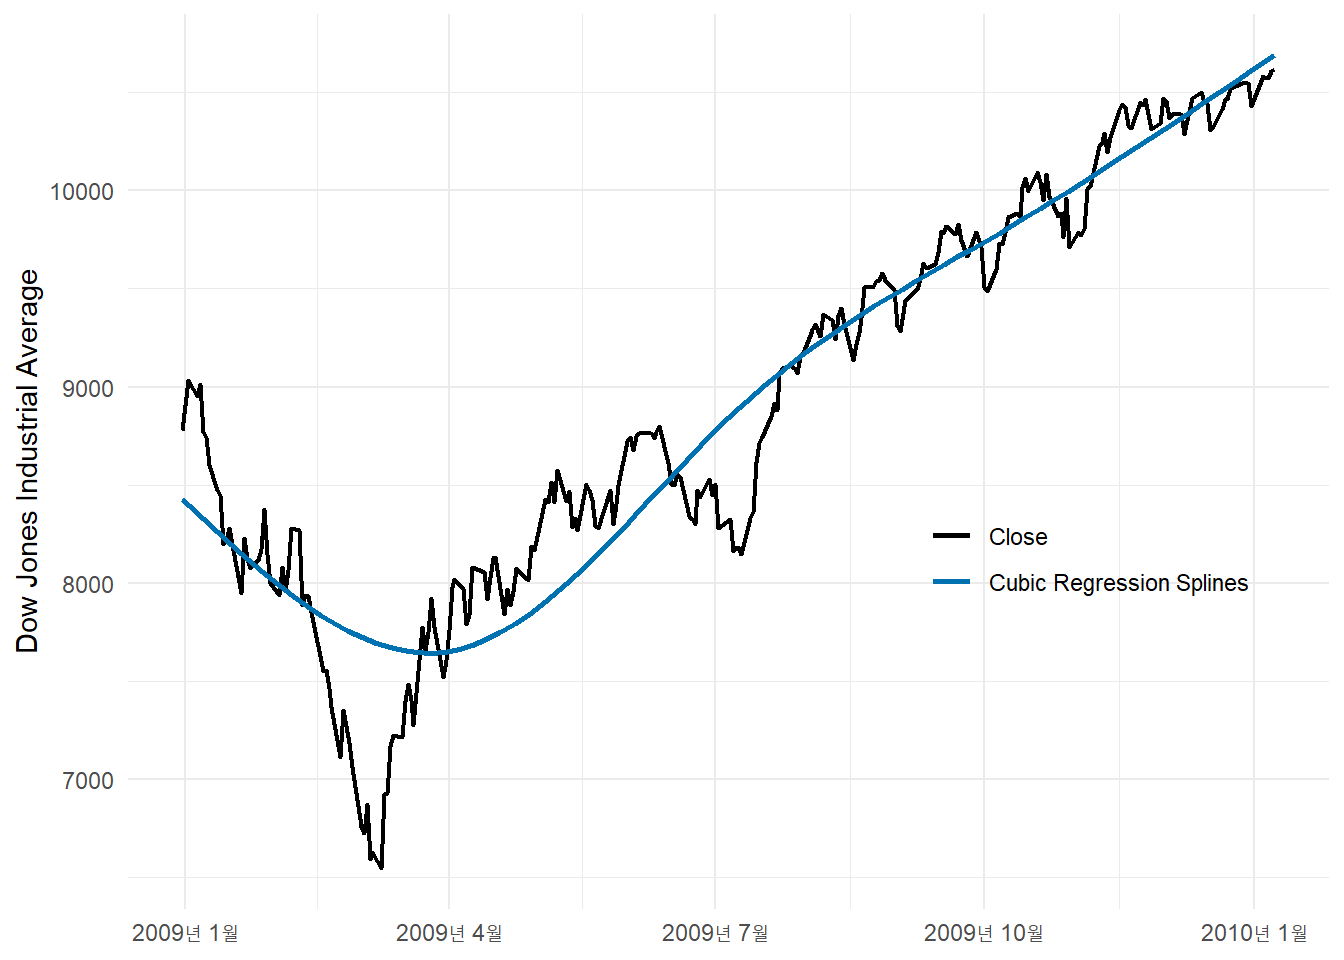 Dow Jones Industrial Average
10000
9000
8000
7000
Close
Cubic Regression Splines
2009년 1월
2009년 4월
2009년 7월
2009년 10월
2010년 1월